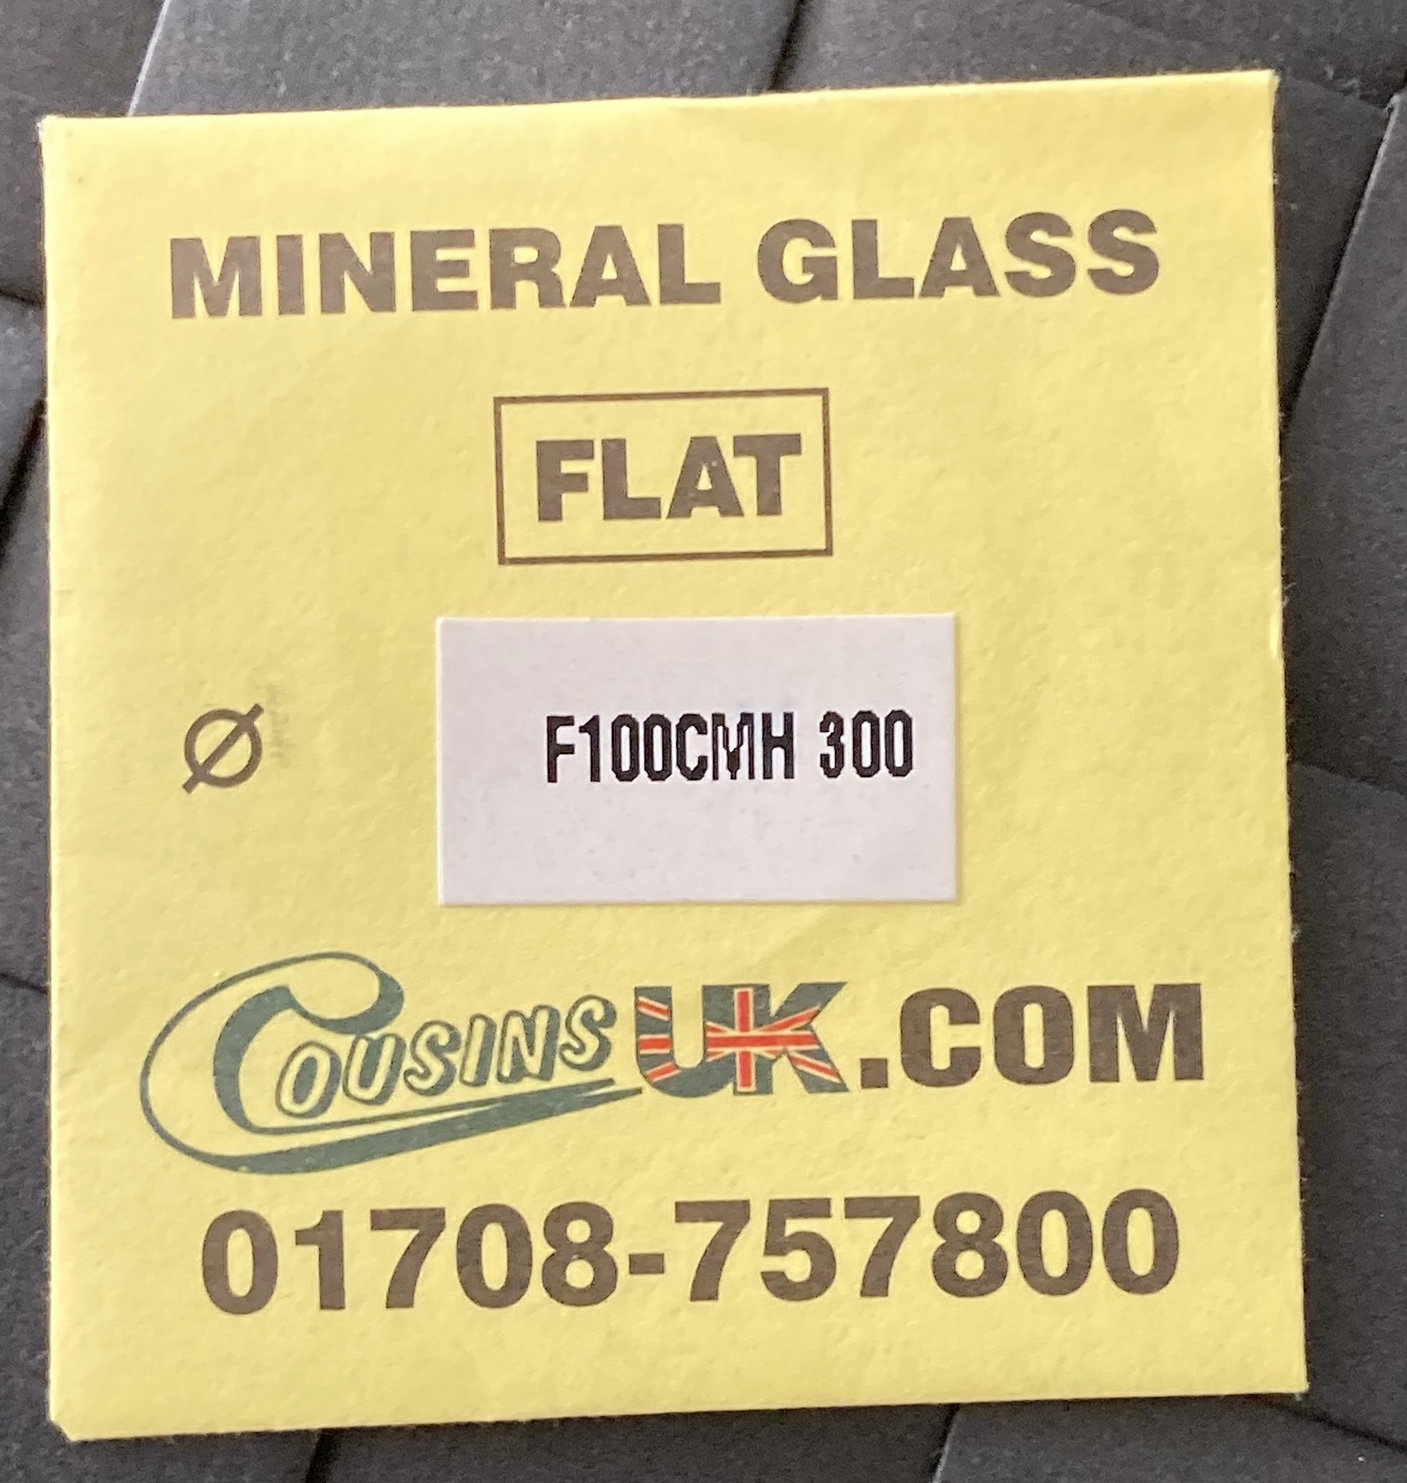 MINERAL GLASS
FLAT
Ø
F100CMH 300
COUSINSUK.COM
01708-757800